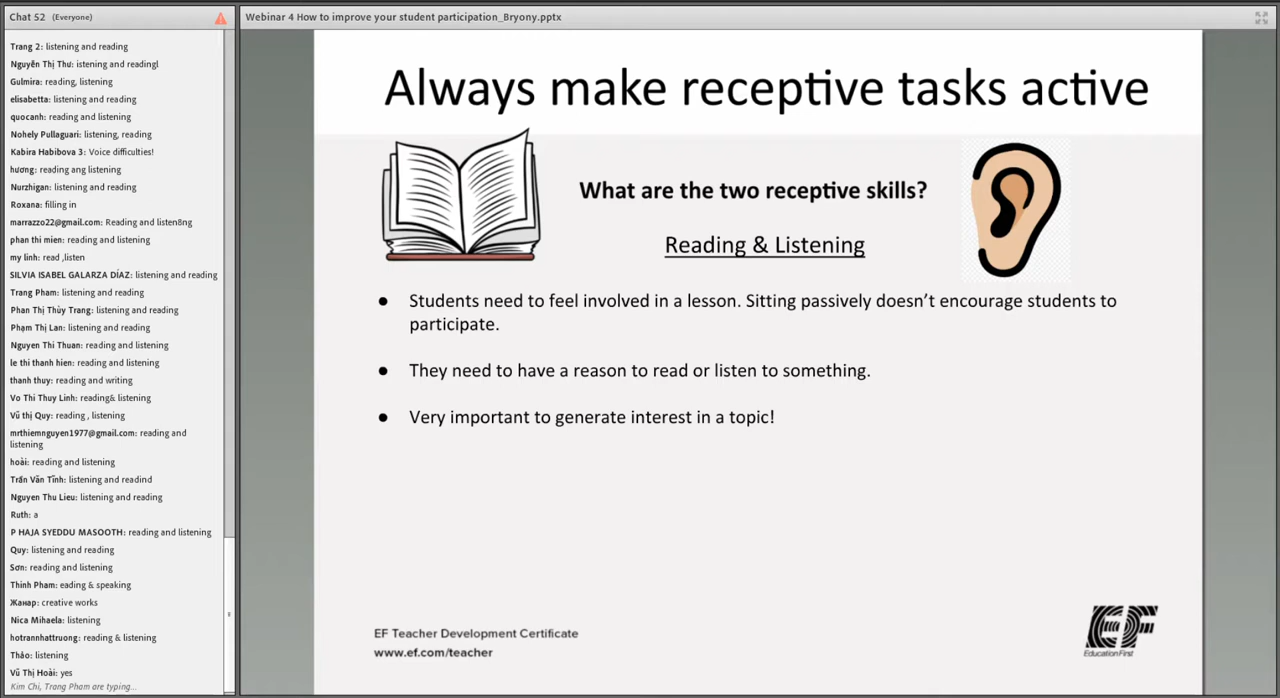 Chat 52 (Everyone)
Trang 2: listening and reading
Nguyễn Thị Thư: istening and readingl
Gulmira: reading, listening
elisabetta: listening and reading
quocanh: reading and listening
Nohely Pullaguari: listening, reading
Kabira Habibova 3: Voice difficulties!
hương: reading ang listening
Nurzhigan: listening and reading
Roxana: filling in
marrazzo22@gmail.com: Reading and listen8ng
phan thi mien: reading and listening
my linh: read ,listen
SILVIA ISABEL GALARZA DÍAZ: listening and reading
Trang Pham: listening and reading
Phan Thị Thùy Trang: listening and reading
Phạm Thị Lan: listening and reading
Nguyen Thi Thuan: reading and listening
le thi thanh hien: reading and listening
thanh thuy: reading and writing
Vo Thi Thuy Linh: reading& listening
Vũ thị Quy: reading , listening
mrthiemnguyen1977@gmail.com: reading and
listening
hoài: reading and listening
Trần Văn Tĩnh: listening and readind
Nguyen Thu Lieu: listening and reading
Ruth: a
P HAJA SYEDDU MASOOTH: reading and listening
Quy: listening and reading
Sơn: reading and listening
Thinh Pham: eading & speaking
Жанар: creative works
Nica Mihaela: listening
hotrannhattruong: reading & listening
Thảo: listening
Vũ Thị Hoài: yes
Kim Chi, Trang Pham are typing...
Webinar 4 How to improve your student participation_Bryony.pptx
Always make receptive tasks active
What are the two receptive skills?
Reading & Listening
● Students need to feel involved in a lesson. Sitting passively doesn’t encourage students to
participate.
● They need to have a reason to read or listen to something.
● Very important to generate interest in a topic!
EF Teacher Development Certificate
www.ef.com/teacher
EF
Education First